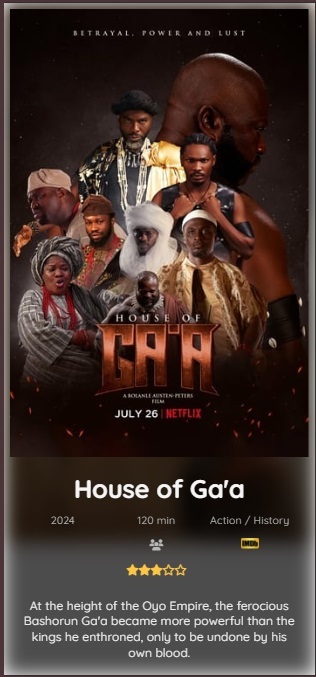 BETRAYAL, POWER AND LUST
HOUSE OF
GA'A
A BOLANLE AUSTEN-PETERS
FILM
JULY 26 | NETFLIX
House of Ga'a
2024 120 min Action / History
IMDb
At the height of the Oyo Empire, the ferocious
Bashorun Ga'a became more powerful than the
kings he enthroned, only to be undone by his
own blood.